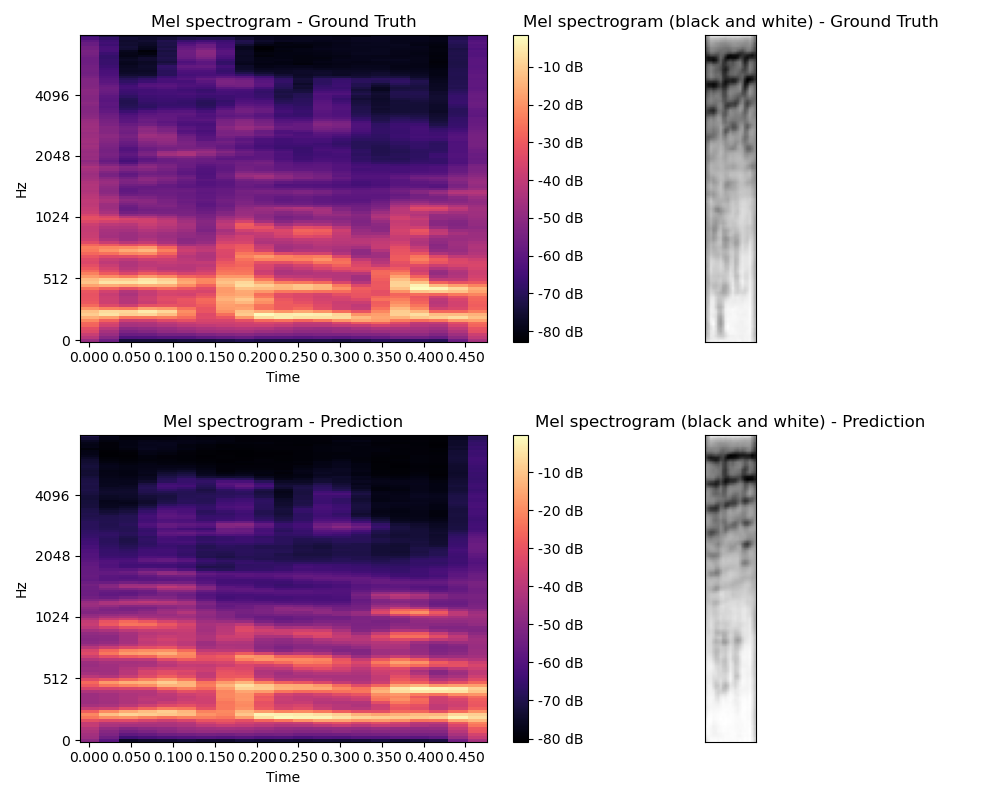 Mel spectrogram - Ground Truth
Mel spectrogram (black and white) - Ground Truth
Hz
4096
2048
1024
512
0
0.000 0.050 0.100 0.150 0.200 0.250 0.300 0.350 0.400 0.450
Time
-10 dB
-20 dB
-30 dB
-40 dB
-50 dB
-60 dB
-70 dB
-80 dB
Mel spectrogram - Prediction
Mel spectrogram (black and white) - Prediction
Hz
4096
2048
1024
512
0
0.000 0.050 0.100 0.150 0.200 0.250 0.300 0.350 0.400 0.450
Time
-10 dB
-20 dB
-30 dB
-40 dB
-50 dB
-60 dB
-70 dB
-80 dB